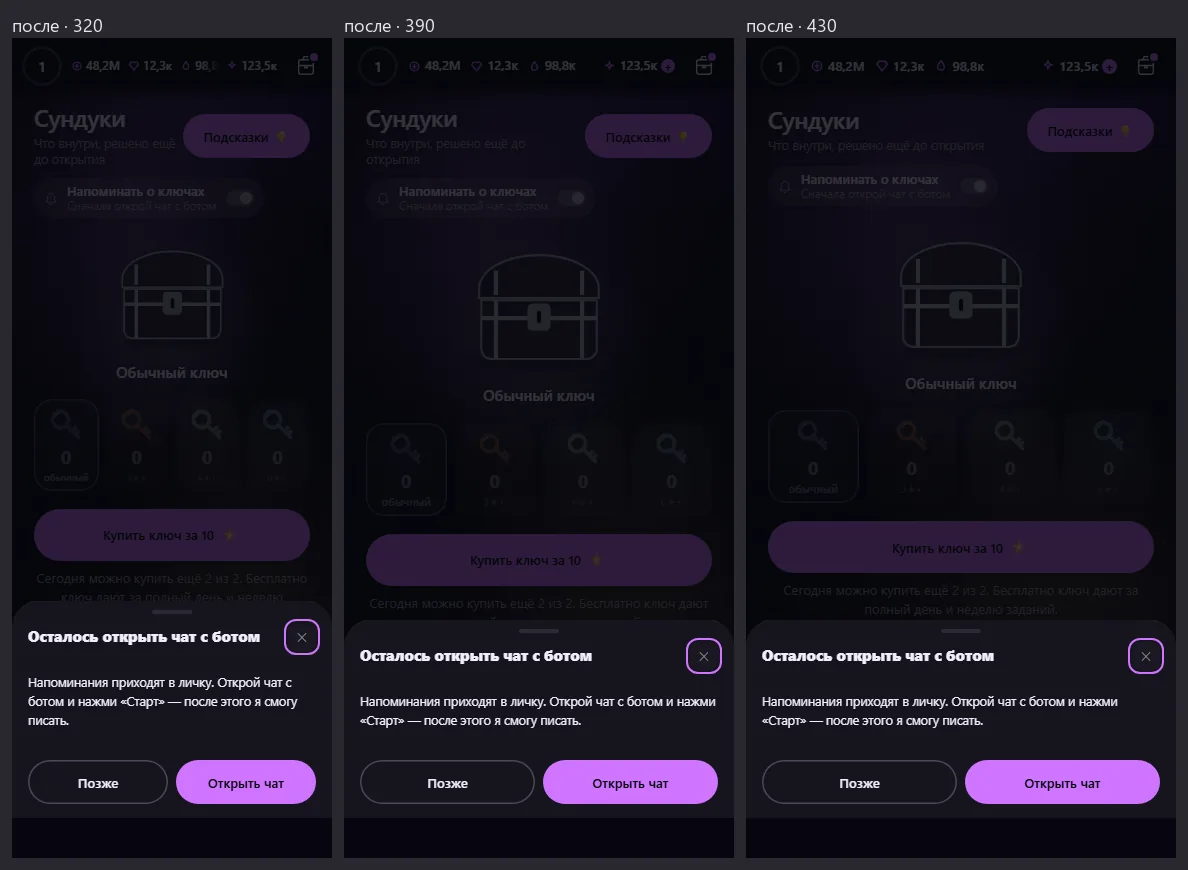 после · 320
1 48,2М 12,3к 98, 123,5к
Сундуки
Что внутри, решено ещё
до открытия
Подсказки
Напоминать о ключах
Сначала открой чат с ботом
Обычный ключ
0 0 0 0
обычный
Купить ключ за 10
Сегодня можно купить ещё 2 из 2. Бесплатно
ключ дают за полный день и неделю
Осталось открыть чат с ботом
Напоминания приходят в личку. Открой чат с
ботом и нажми «Старт» — после этого я смогу
писать.
Позже
Открыть чат
после · 390
1 48,2М 12,3к 98,8к 123,5к +
Сундуки
Что внутри, решено ещё до
открытия
Подсказки
Напоминать о ключах
Сначала открой чат с ботом
Обычный ключ
0 0 0 0
обычный
Купить ключ за 10
Сегодня можно купить ещё 2 из 2. Бесплатно ключ дают
Осталось открыть чат с ботом
Напоминания приходят в личку. Открой чат с ботом и нажми
«Старт» — после этого я смогу писать.
Позже
Открыть чат
после · 430
1 48,2М 12,3к 98,8к 123,5к +
Сундуки
Что внутри, решено ещё до открытия
Подсказки
Напоминать о ключах
Сначала открой чат с ботом
Обычный ключ
0 0 0 0
обычный
Купить ключ за 10
Сегодня можно купить ещё 2 из 2. Бесплатно ключ дают за
полный день и неделю заданий.
Осталось открыть чат с ботом
Напоминания приходят в личку. Открой чат с ботом и нажми
«Старт» — после этого я смогу писать.
Позже
Открыть чат